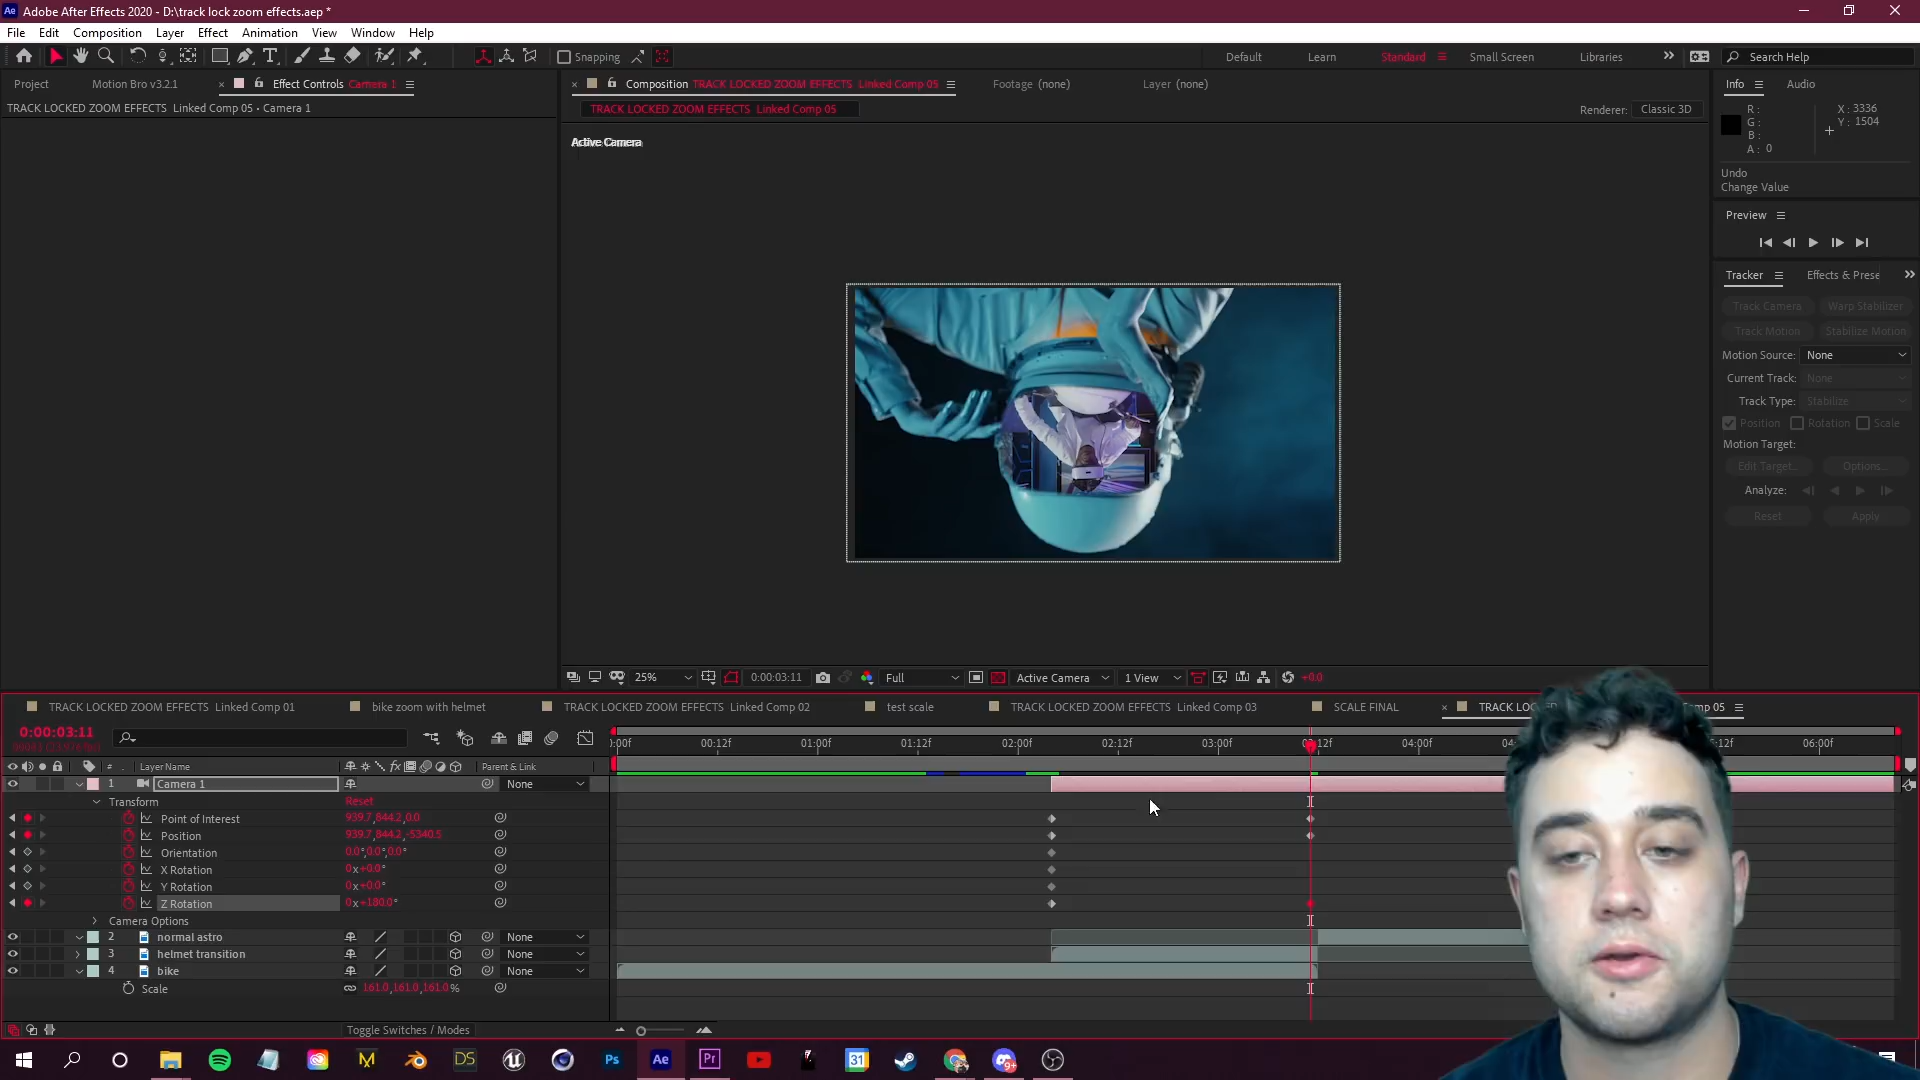 Adobe After Effects 2020 - D:\track lock zoom effects.aep *
File Edit Composition Layer Effect Animation View Window Help
Snapping
Default Learn Standard Small Screen Libraries Search Help
Project Motion Bro v3.2.1 Effect Controls Camera 1
Composition TRACK LOCKED ZOOM EFFECTS Linked Comp 05 Footage (none) Layer (none)
Info Audio
TRACK LOCKED ZOOM EFFECTS Linked Comp 05 • Camera 1
TRACK LOCKED ZOOM EFFECTS Linked Comp 05
Renderer: Classic 3D
Active Camera
R :
G :
B :
A : 0
X : 3336
Y : 1504
Undo
Change Value
Preview
Tracker Effects & Prese
Track Camera Warp Stabilizer
Track Motion Stabilize Motion
Motion Source: None
Current Track: None
Track Type: Stabilize
Position Rotation Scale
Motion Target:
Edit Target... Options...
Analyze:
Reset Apply
25% 0:00:03:11 Full Active Camera 1 View +0.0
TRACK LOCKED ZOOM EFFECTS Linked Comp 01 bike zoom with helmet TRACK LOCKED ZOOM EFFECTS Linked Comp 02 test scale TRACK LOCKED ZOOM EFFECTS Linked Comp 03 SCALE FINAL TRACK LOC omp 05
0:00:03:11
:00f 00:12f 01:00f 01:12f 02:00f 02:12f 03:00f 04:00f 06:00f
# Layer Name Parent & Link
1 Camera 1 None
Transform Reset
Point of Interest 939.7,844.2,0.0
Position 939.7,844.2,-5340.5
Orientation 0.0°,0.0°,0.0°
X Rotation 0x+0.0°
Y Rotation 0x+0.0°
Z Rotation 0x+180.0°
Camera Options
2 normal astro None
3 helmet transition None
4 bike None
Scale 161.0,161.0,161.0 %
Toggle Switches / Modes